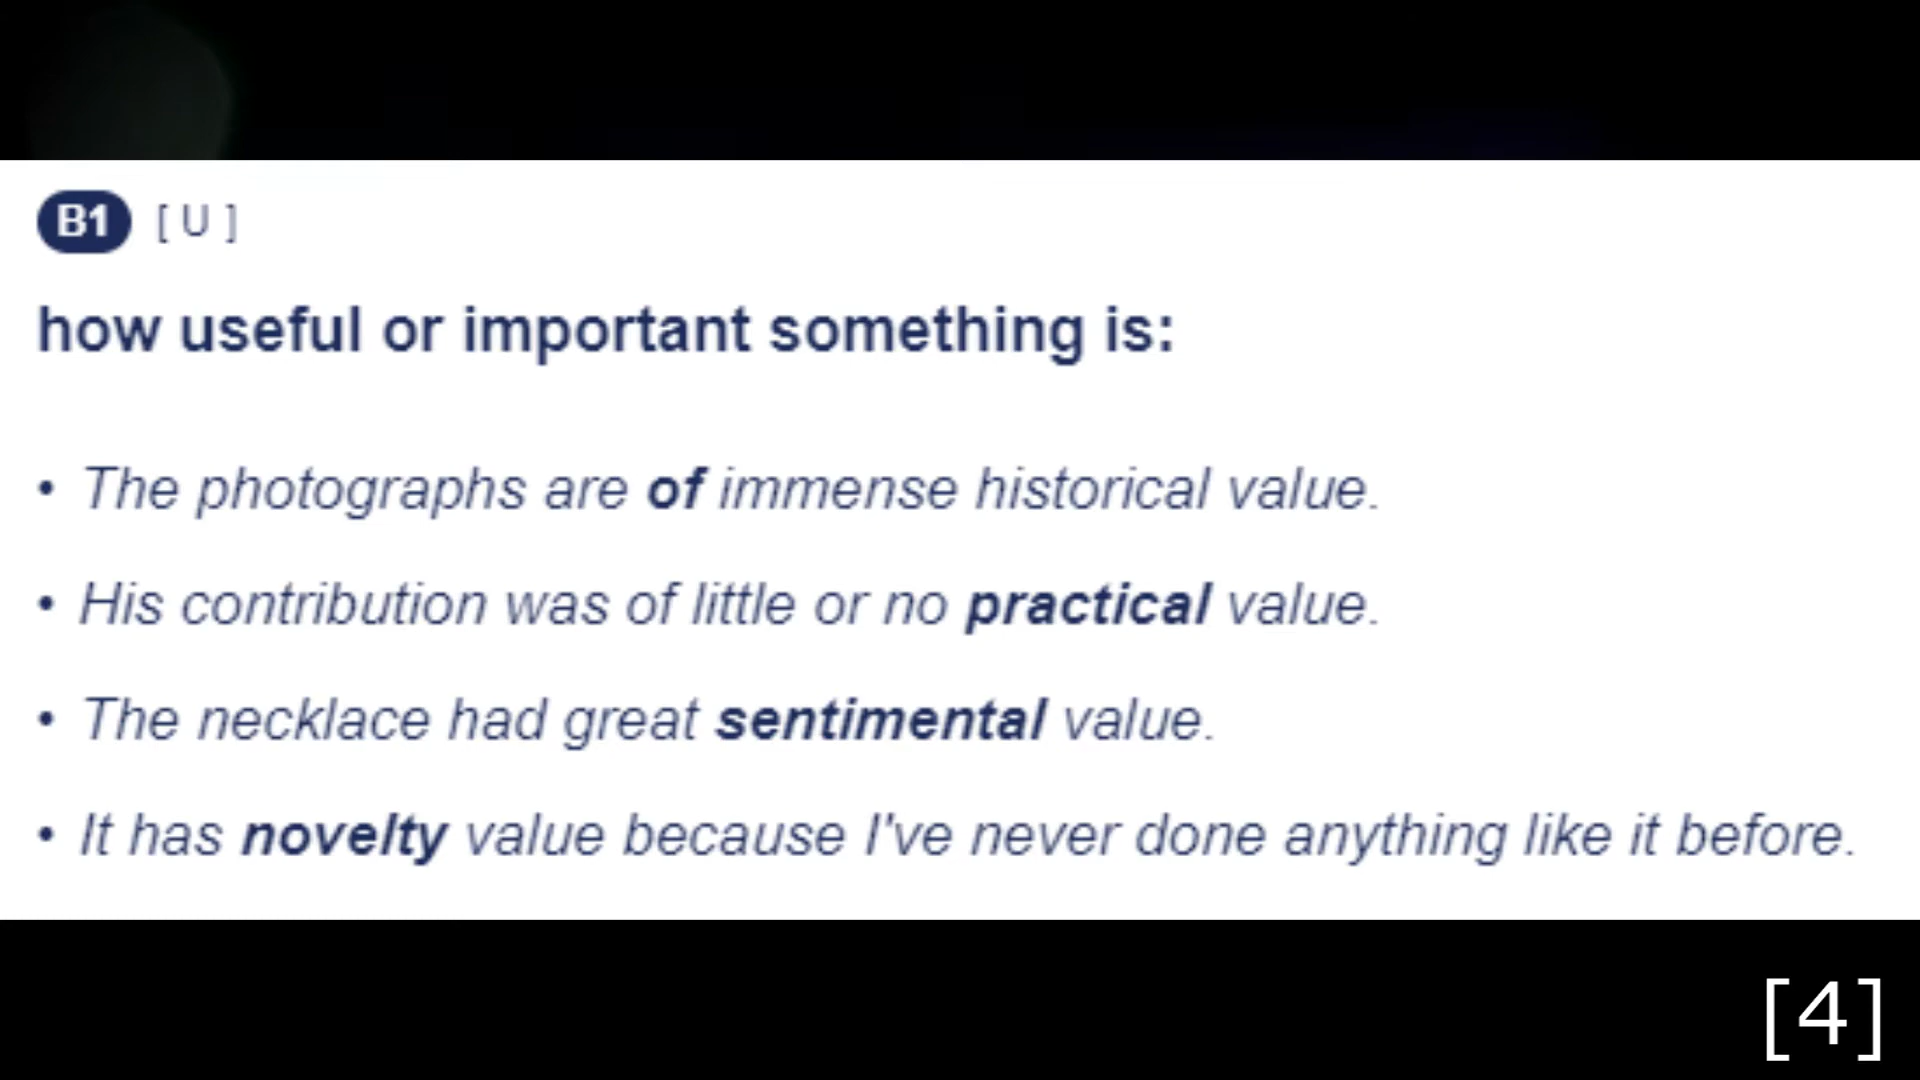 B1 [ U ]
how useful or important something is:
• The photographs are of immense historical value.
• His contribution was of little or no practical value.
• The necklace had great sentimental value.
• It has novelty value because I've never done anything like it before.
[4]